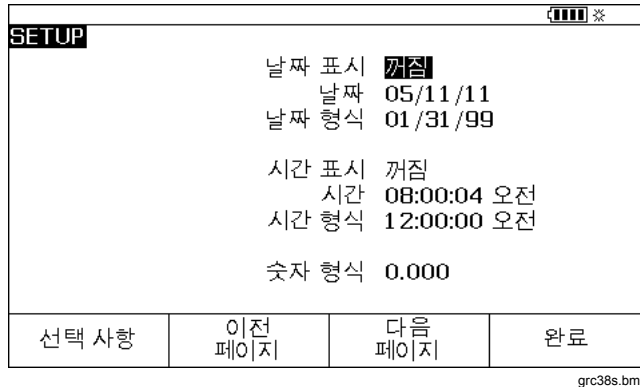 SETUP
날짜 표시 꺼짐
날짜 05/11/11
날짜 형식 01/31/99
시간 표시 꺼짐
시간 08:00:04 오전
시간 형식 12:00:00 오전
숫자 형식 0.000
선택 사항
이전
페이지
다음
페이지
완료
grc38s.bm